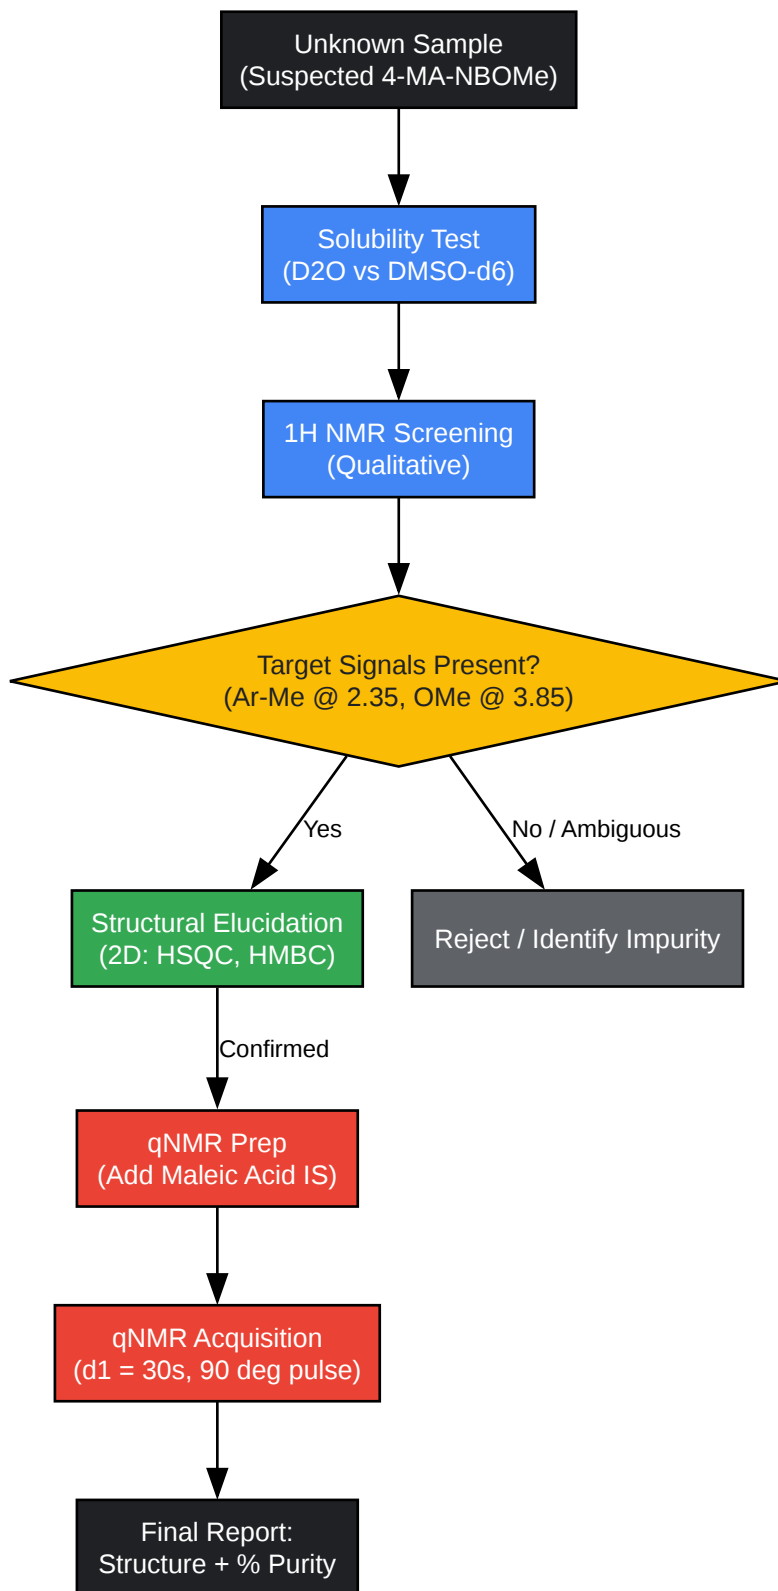 Unknown Sample
(Suspected 4-MA-NBOMe)
Solubility Test
(D2O vs DMSO-d6)
1H NMR Screening
(Qualitative)
Target Signals Present?
(Ar-Me @ 2.35, OMe @ 3.85)
Yes
No / Ambiguous
Structural Elucidation
(2D: HSQC, HMBC)
Reject / Identify Impurity
Confirmed
qNMR Prep
(Add Maleic Acid IS)
qNMR Acquisition
(d1 = 30s, 90 deg pulse)
Final Report:
Structure + % Purity